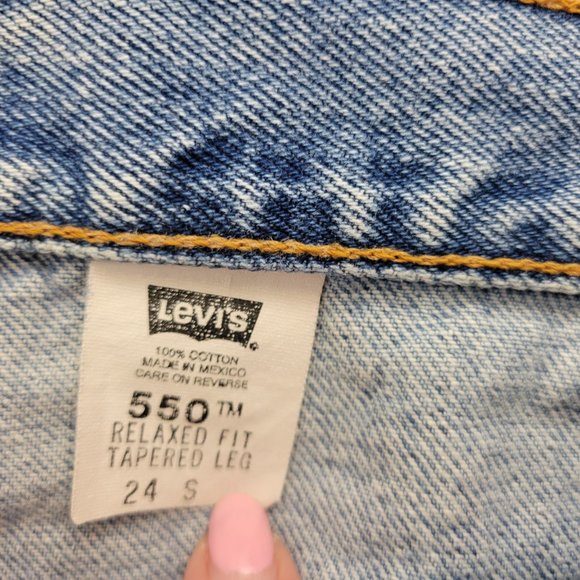 LEVI'S
100% COTTON
MADE IN MEXICO
CARE ON REVERSE
550™
RELAXED FIT
TAPERED LEG
24 S